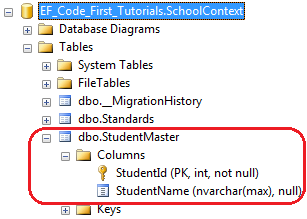 EF_Code_First_Tutorials.SchoolContext
Database Diagrams
Tables
System Tables
FileTables
dbo.__MigrationHistory
dbo.Standards
dbo.StudentMaster
Columns
StudentId (PK, int, not null)
StudentName (nvarchar(max), null)
Keys